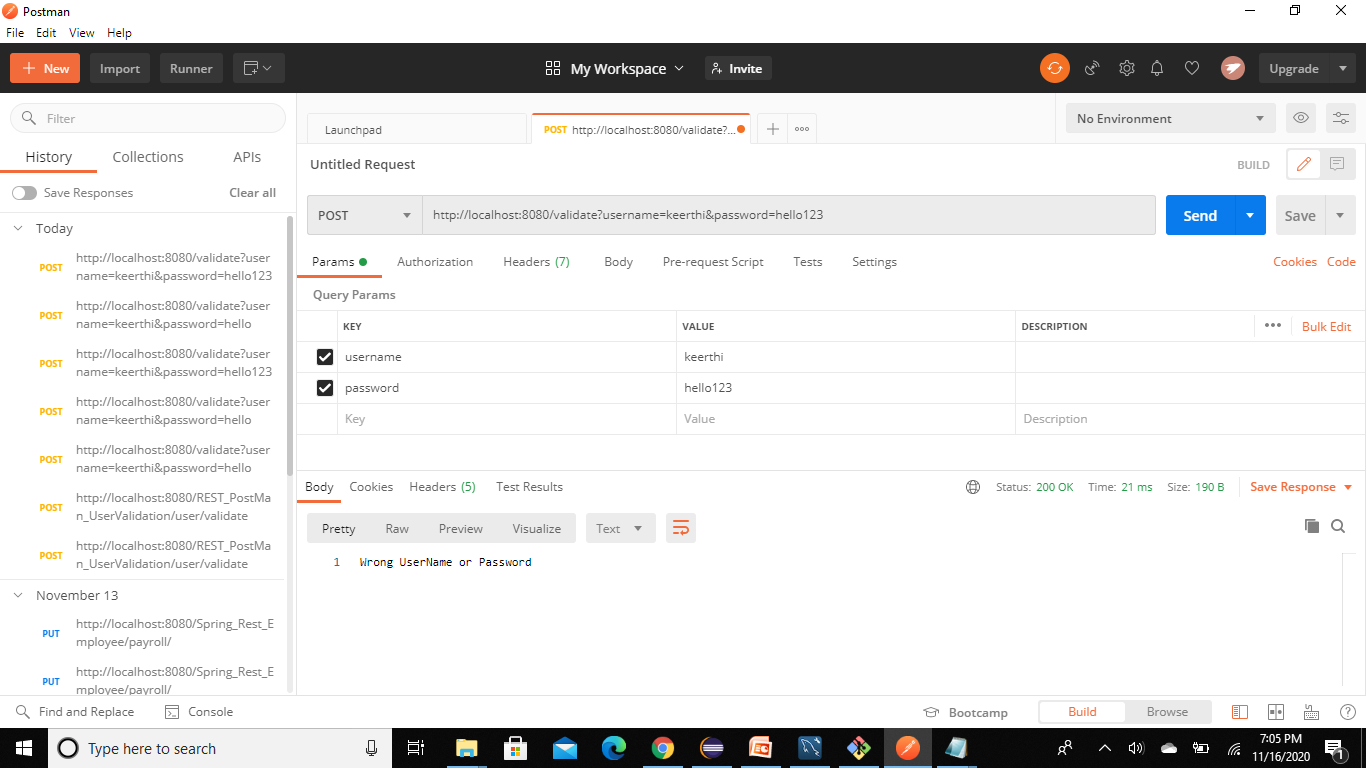 Postman
File Edit View Help
New Import Runner My Workspace Invite Upgrade
Filter
History Collections APIs
Save Responses Clear all
Today
POST http://localhost:8080/validate?user
name=keerthi&password=hello123
POST http://localhost:8080/validate?user
name=keerthi&password=hello
POST http://localhost:8080/validate?user
name=keerthi&password=hello123
POST http://localhost:8080/validate?user
name=keerthi&password=hello
POST http://localhost:8080/validate?user
name=keerthi&password=hello
POST http://localhost:8080/REST_PostMa
n_UserValidation/user/validate
POST http://localhost:8080/REST_PostMa
n_UserValidation/user/validate
November 13
PUT http://localhost:8080/Spring_Rest_E
mployee/payroll/
PUT http://localhost:8080/Spring_Rest_E
mployee/payroll/
Launchpad POST http://localhost:8080/validate?... No Environment
Untitled Request BUILD
POST http://localhost:8080/validate?username=keerthi&password=hello123 Send Save
Params Authorization Headers (7) Body Pre-request Script Tests Settings Cookies Code
Query Params
KEY VALUE DESCRIPTION Bulk Edit
username keerthi
password hello123
Key Value Description
Body Cookies Headers (5) Test Results Status: 200 OK Time: 21 ms Size: 190 B Save Response
Pretty Raw Preview Visualize Text
1 Wrong UserName or Password
Find and Replace Console Bootcamp Build Browse
Type here to search 7:05 PM
11/16/2020 1